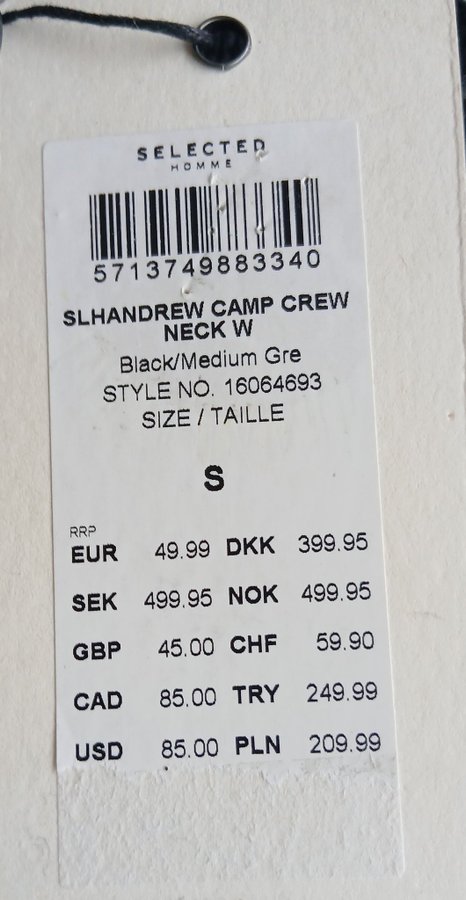 SELECTED
HOMME
5713749883340
SLHANDREW CAMP CREW
NECK W
Black/Medium Gre
STYLE NO. 16064693
SIZE / TAILLE
S
RRP
EUR 49.99 DKK 399.95
SEK 499.95 NOK 499.95
GBP 45.00 CHF 59.90
CAD 85.00 TRY 249.99
USD 85.00 PLN 209.99